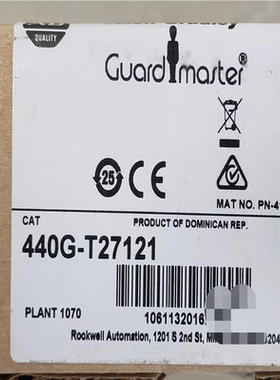 QUALITY
Guardmaster®
25
CE
MAT NO. PN-4
CAT
PRODUCT OF DOMINICAN REP.
440G-T27121
PLANT 1070
1061132016
Rockwell Automation, 1201 S 2nd St,